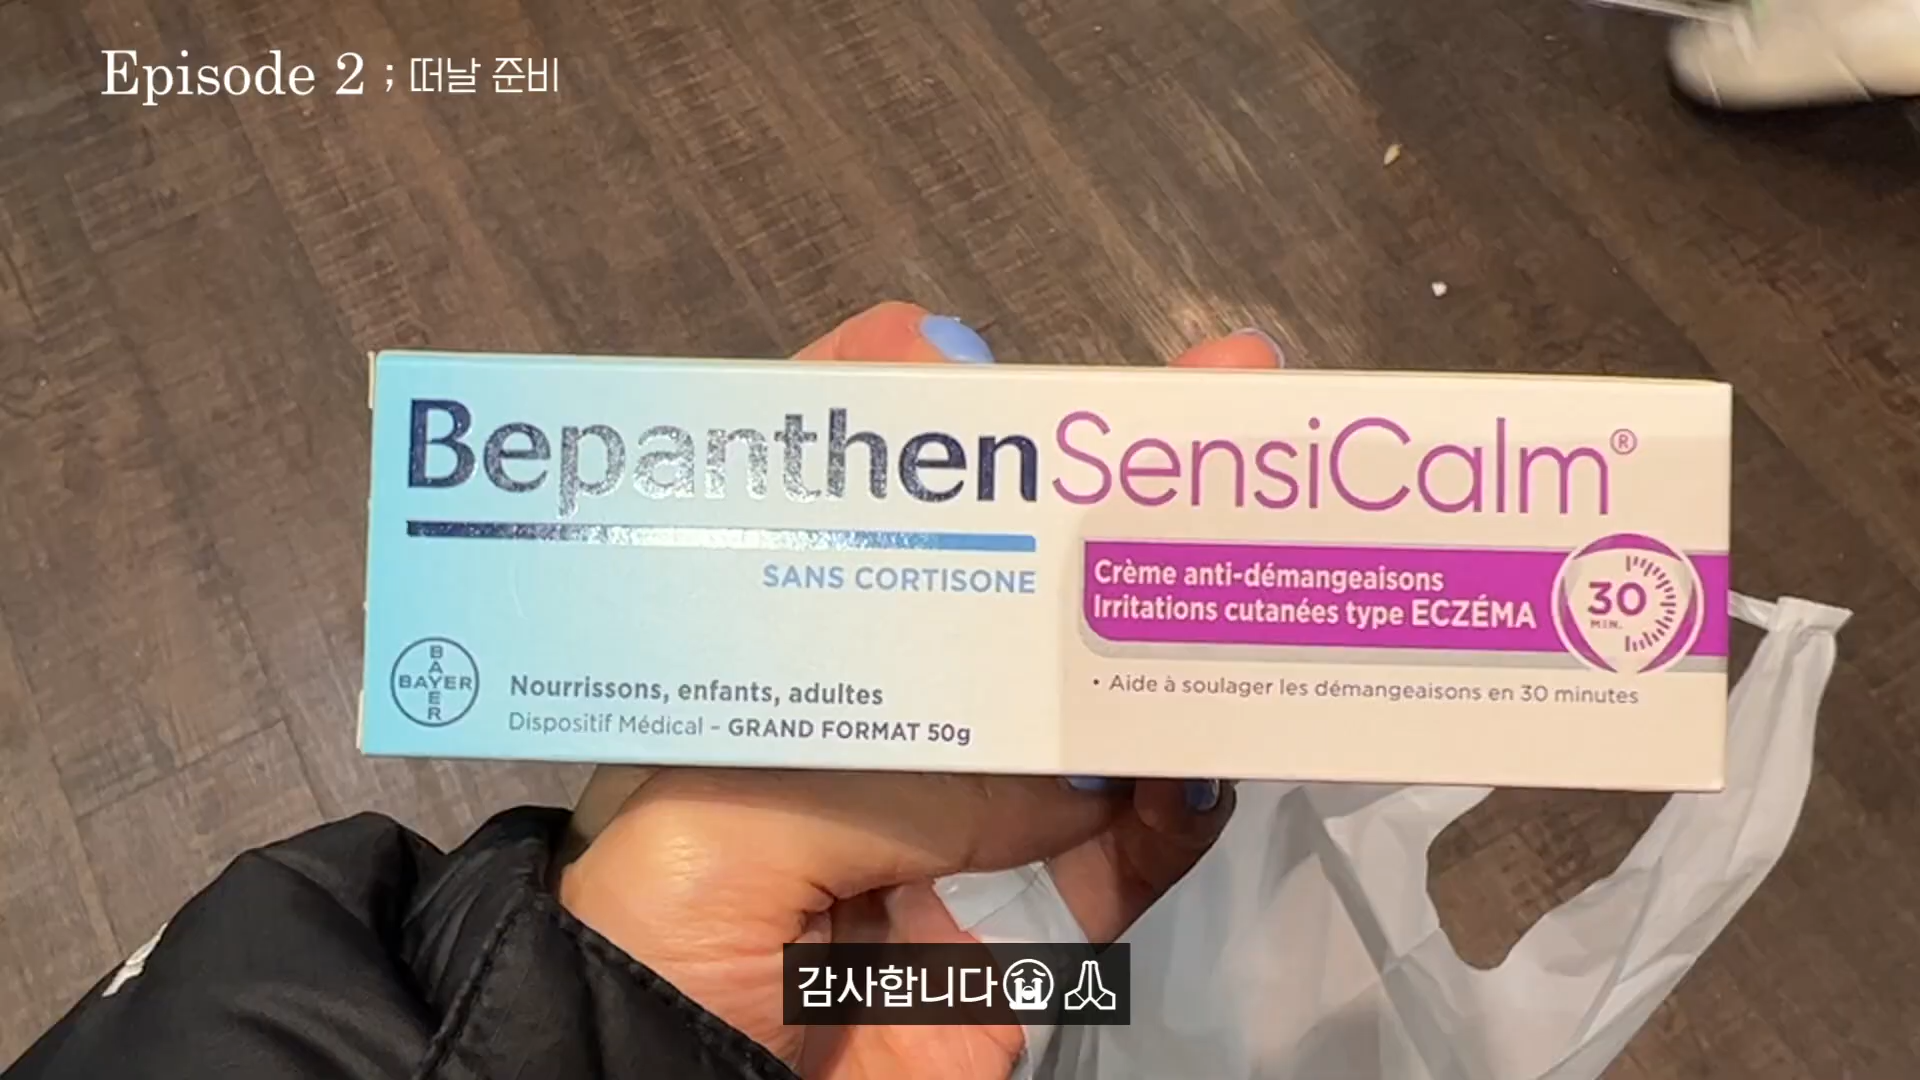 Episode 2 ; 떠날 준비
BepanthenSensiCalm®
SANS CORTISONE
Crème anti-démangeaisons
Irritations cutanées type ECZÉMA
30
MIN.
BAYER
BAYER
Nourrissons, enfants, adultes
Dispositif Médical - GRAND FORMAT 50g
• Aide à soulager les démangeaisons en 30 minutes
감사합니다😭🙏